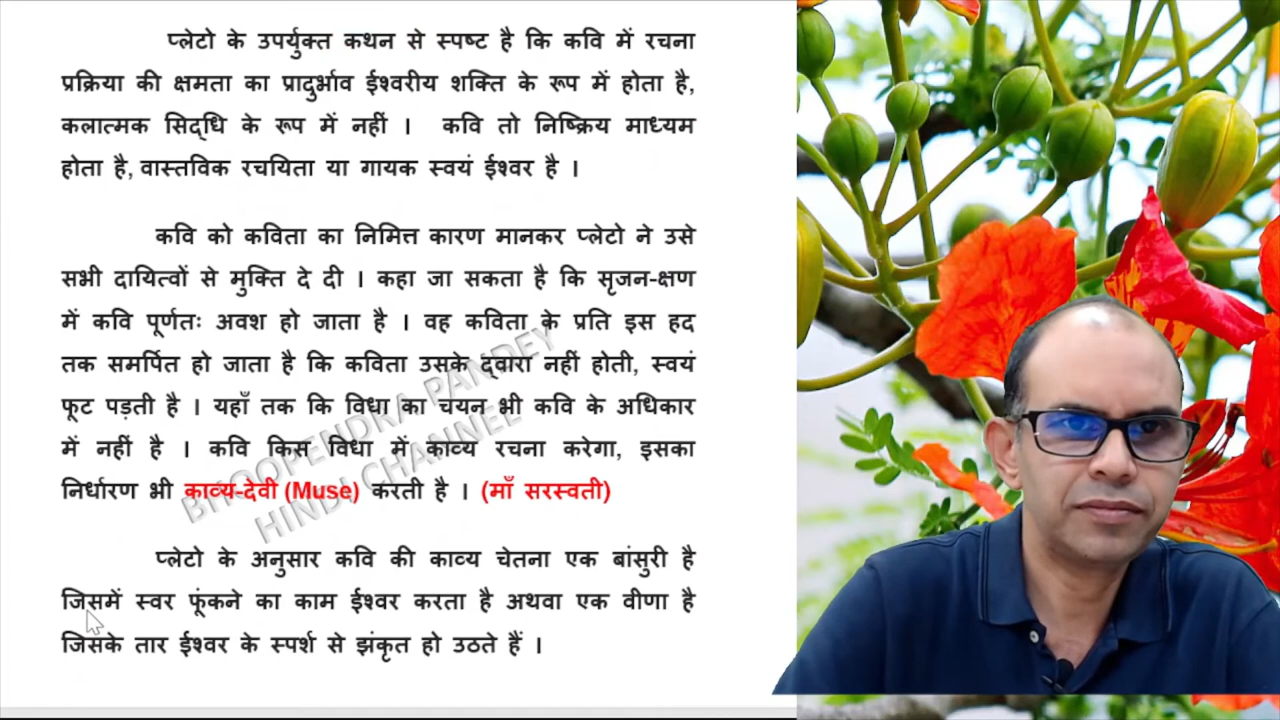 प्लेटो के उपर्युक्त कथन से स्पष्ट है कि कवि में रचना
प्रक्रिया की क्षमता का प्रादुर्भाव ईश्वरीय शक्ति के रूप में होता है,
कलात्मक सिद्धि के रूप में नहीं । कवि तो निष्क्रिय माध्यम
होता है, वास्तविक रचयिता या गायक स्वयं ईश्वर है ।
कवि को कविता का निमित्त कारण मानकर प्लेटो ने उसे
सभी दायित्वों से मुक्ति दे दी । कहा जा सकता है कि सृजन-क्षण
में कवि पूर्णतः अवश हो जाता है । वह कविता के प्रति इस हद
तक समर्पित हो जाता है कि कविता उसके द्वारा नहीं होती, स्वयं
फूट पड़ती है । यहाँ तक कि विधा का चयन भी कवि के अधिकार
में नहीं है । कवि किस विधा में काव्य रचना करेगा, इसका
निर्धारण भी काव्य-देवी (Muse) करती है । (माँ सरस्वती)
प्लेटो के अनुसार कवि की काव्य चेतना एक बांसुरी है
जिसमें स्वर फूंकने का काम ईश्वर करता है अथवा एक वीणा है
जिसके तार ईश्वर के स्पर्श से झंकृत हो उठते हैं ।
BHOOPENDRA PANDEY
HINDI CHANNEL